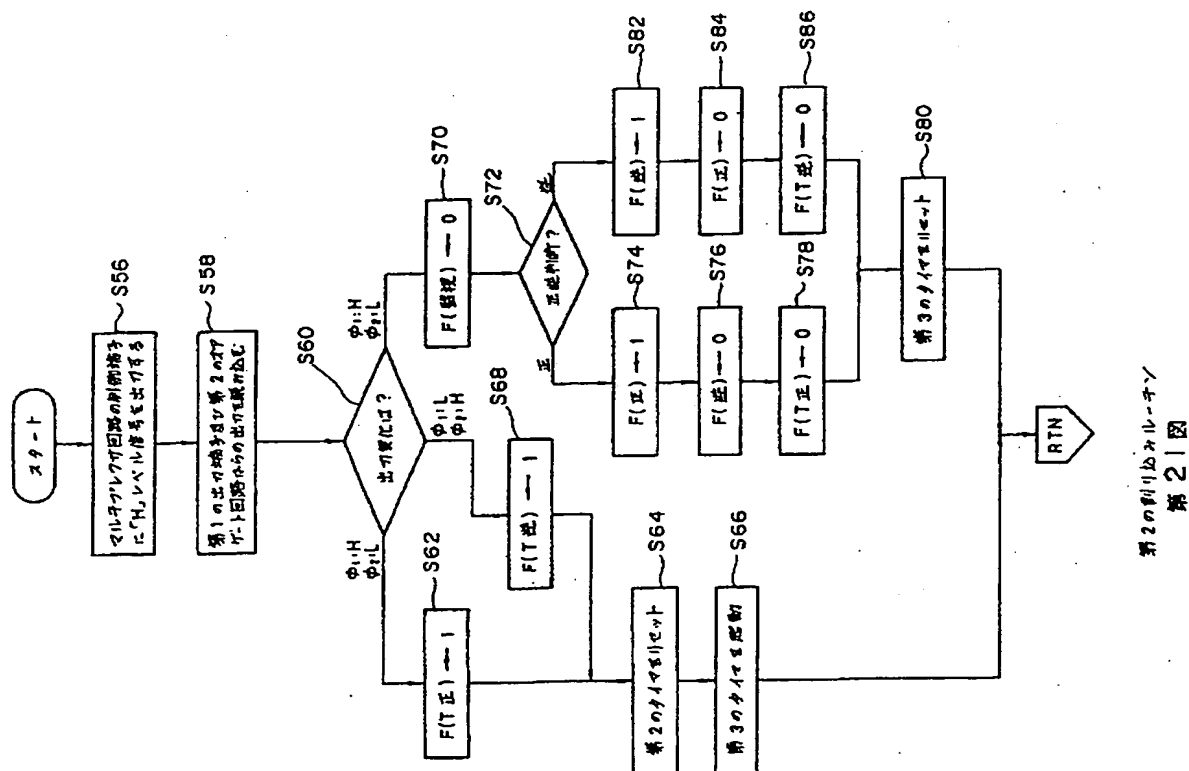 スタート
マルチプレクサ回路の制御端子
に「H」レベル信号を出力する
S56
第1の出力端子及び第2のオア
ゲート回路からの出力を読み込む
S58
出力変化は?
S60
φ₁:H
φ₂:L
φ₁:L
φ₂:H
φ₁:H
φ₂:L
F(T正)←1
S62
F(T逆)←1
S68
第2のタイマをリセット
S64
第3のタイマを起動
S66
F(監視)←0
S70
正逆判断?
S72
正
逆
F(正)←1
S74
F(逆)←0
S76
F(T正)←0
S78
F(逆)←1
S82
F(正)←0
S84
F(T逆)←0
S86
第3のタイマをリセット
S80
RTN
第2の割り込みルーチン
第21図